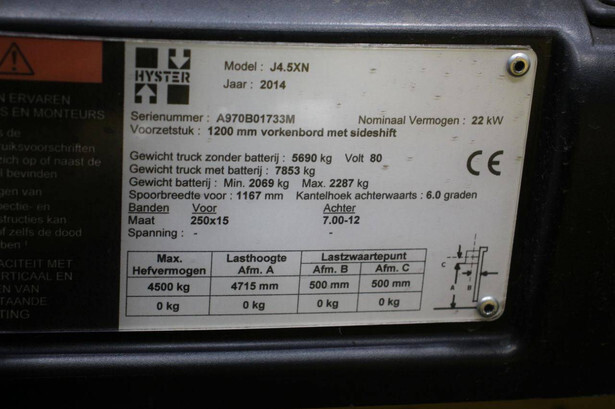 HYSTER
Model : J4.5XN
Jaar : 2014
Serienummer : A970B01733M Nominaal Vermogen : 22 kW
Voorzetstuk : 1200 mm vorkenbord met sideshift
Gewicht truck zonder batterij : 5690 kg Volt 80
Gewicht truck met batterij : 7853 kg
Gewicht batterij : Min. 2069 kg Max. 2287 kg
Spoorbreedte voor : 1167 mm Kantelhoek achterwaarts : 6.0 graden
Banden Voor Achter
Maat 250x15 7.00-12
Spanning : - -
CE
Max. Hefvermogen Lasthoogte Afm. A Lastzwaartepunt Afm. B Afm. C
4500 kg 4715 mm 500 mm 500 mm
0 kg 0 kg 0 kg 0 kg
C A B
N ERVAREN
S EN MONTEURS
ruiksvoorschriften
zich op of naast de
l bevinden
gen van
pectie- en
structies kan
of zelfs de dood
ben !
ACITEIT MET
RTICAAL EN
EN VAN
STAANDE
TING